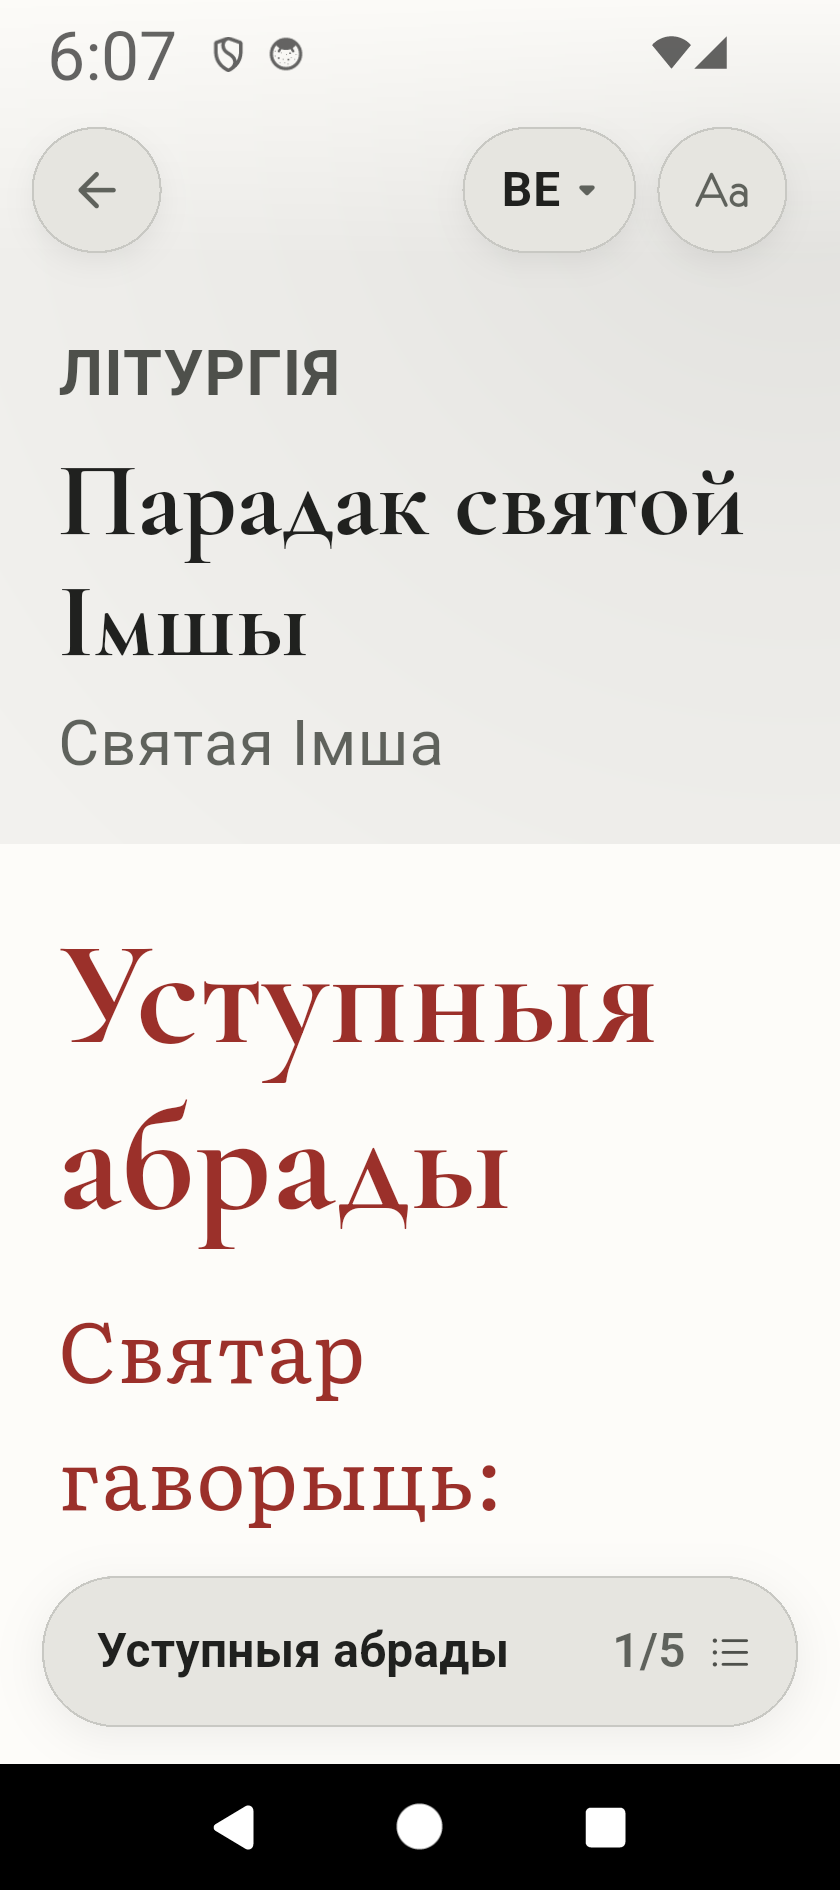 6:07
BE
Aa
ЛІТУРГІЯ
Парадак святой
Імшы
Святая Імша
Уступныя
абрады
Святар
гаворыць:
Уступныя абрады 1/5